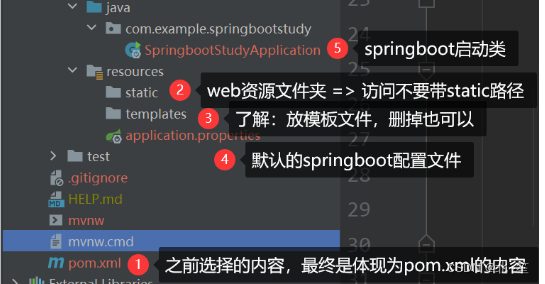 java
com.example.springbootstudy
SpringbootStudyApplication 5 springboot启动类
resources
static 2 web资源文件夹 => 访问不要带static路径
templates 3 了解：放模板文件，删掉也可以
application.properties
4 默认的springboot配置文件
test
.gitignore
HELP.md
mvnw
mvnw.cmd
pom.xml 1 之前选择的内容，最终是体现为pom.xml的内容
External Libraries
28
29
30